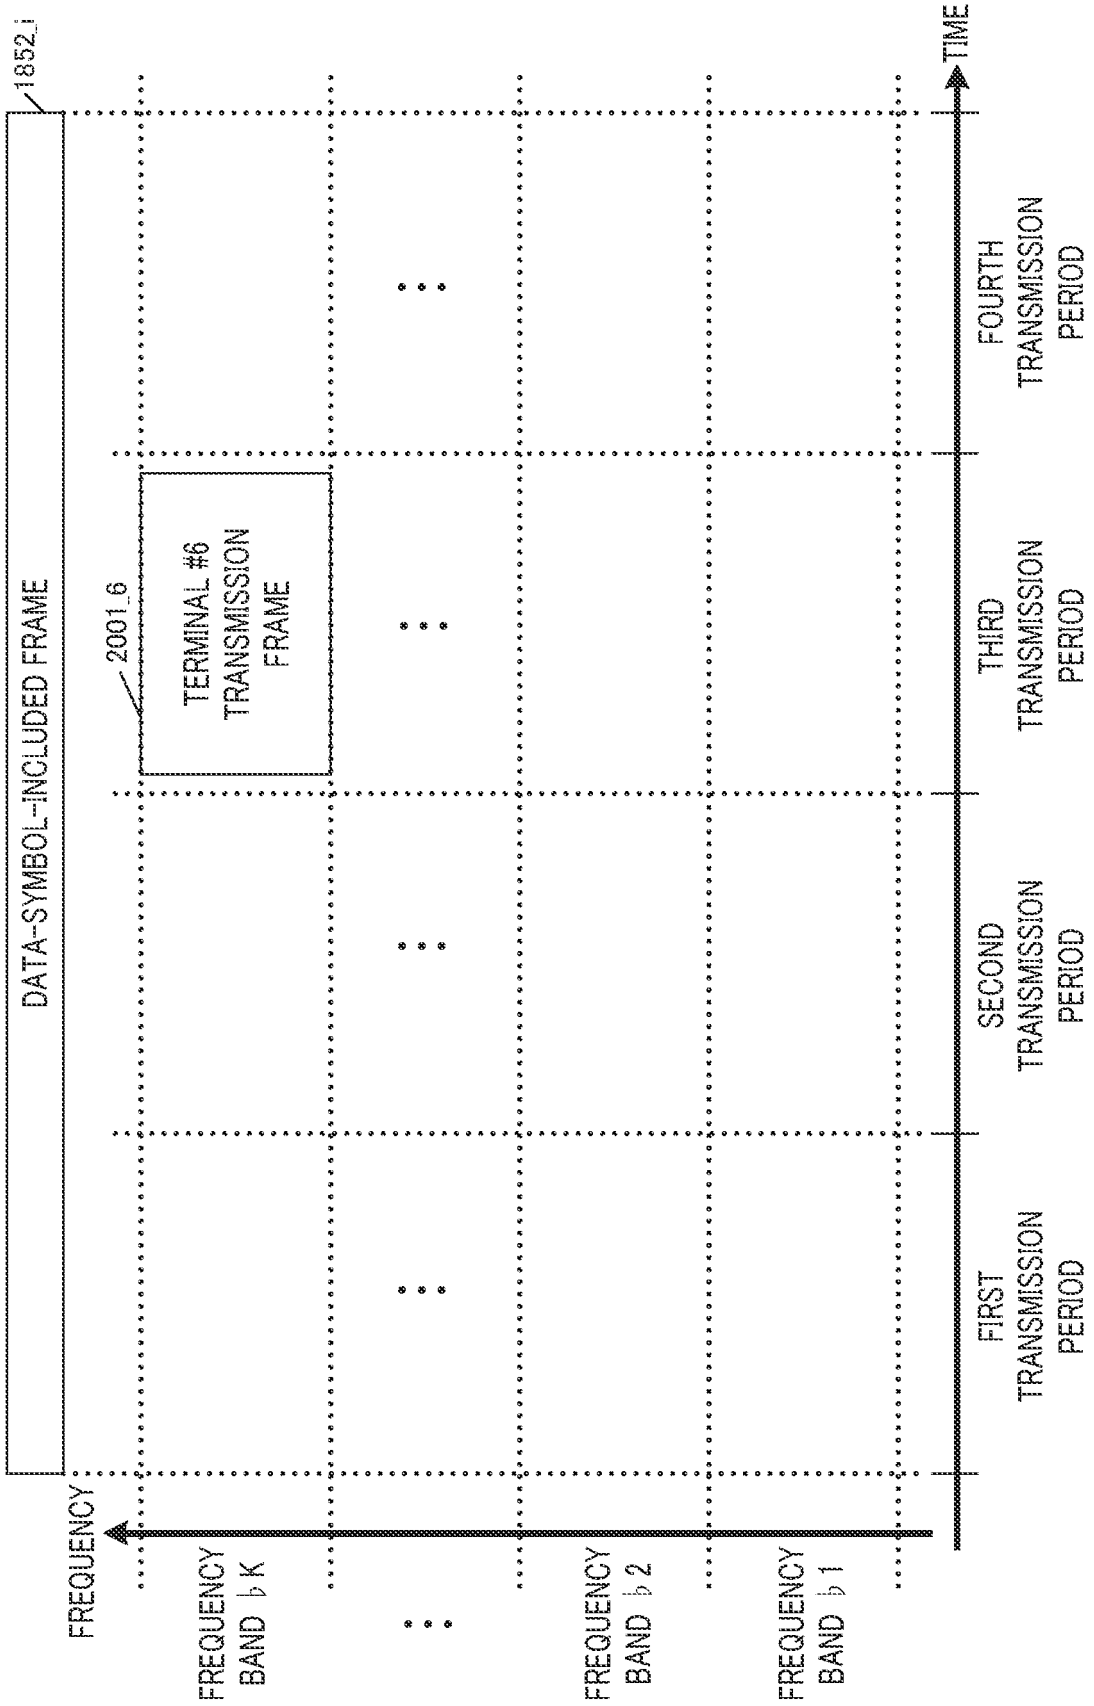 DATA-SYMBOL-INCLUDED FRAME
1852_i
FREQUENCY
2001_6
FREQUENCY
BAND ♭K
TERMINAL #6
TRANSMISSION
FRAME
FREQUENCY
BAND ♭2
FREQUENCY
BAND ♭1
TIME
FIRST
TRANSMISSION
PERIOD
SECOND
TRANSMISSION
PERIOD
THIRD
TRANSMISSION
PERIOD
FOURTH
TRANSMISSION
PERIOD